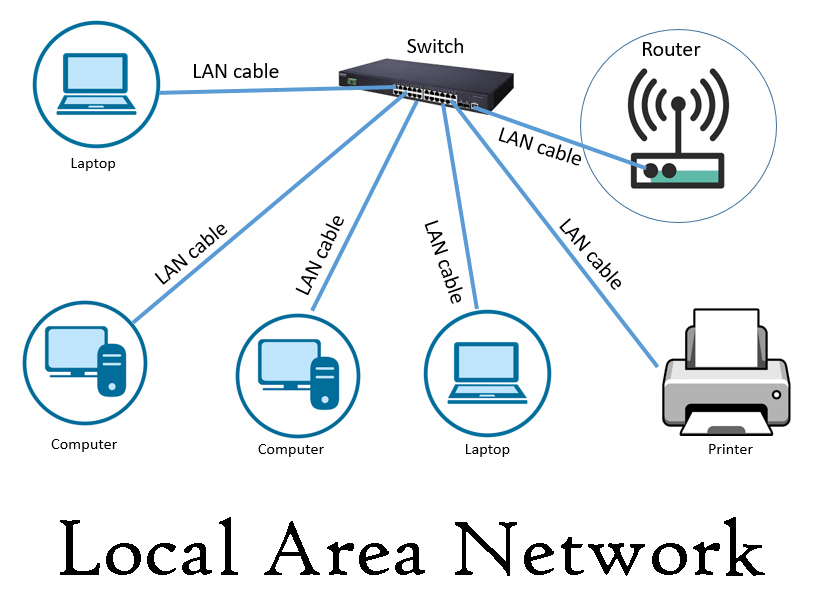 Switch
Router
LAN cable
LAN cable
Laptop
LAN cable
LAN cable
LAN cable
LAN cable
Computer
Computer
Laptop
Printer
Local Area Network